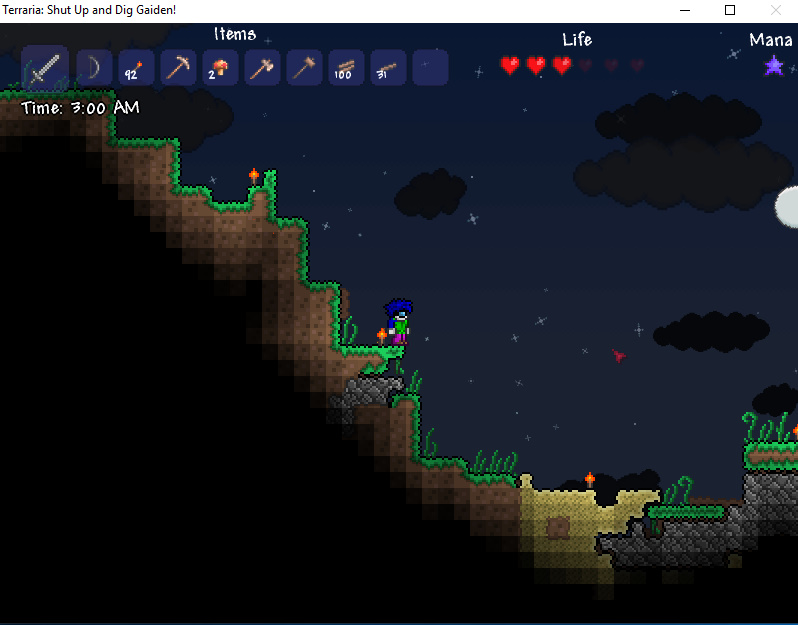 Terraria: Shut Up and Dig Gaiden!
Items
Life
Mana
92
2
100
31
Time: 3:00 AM